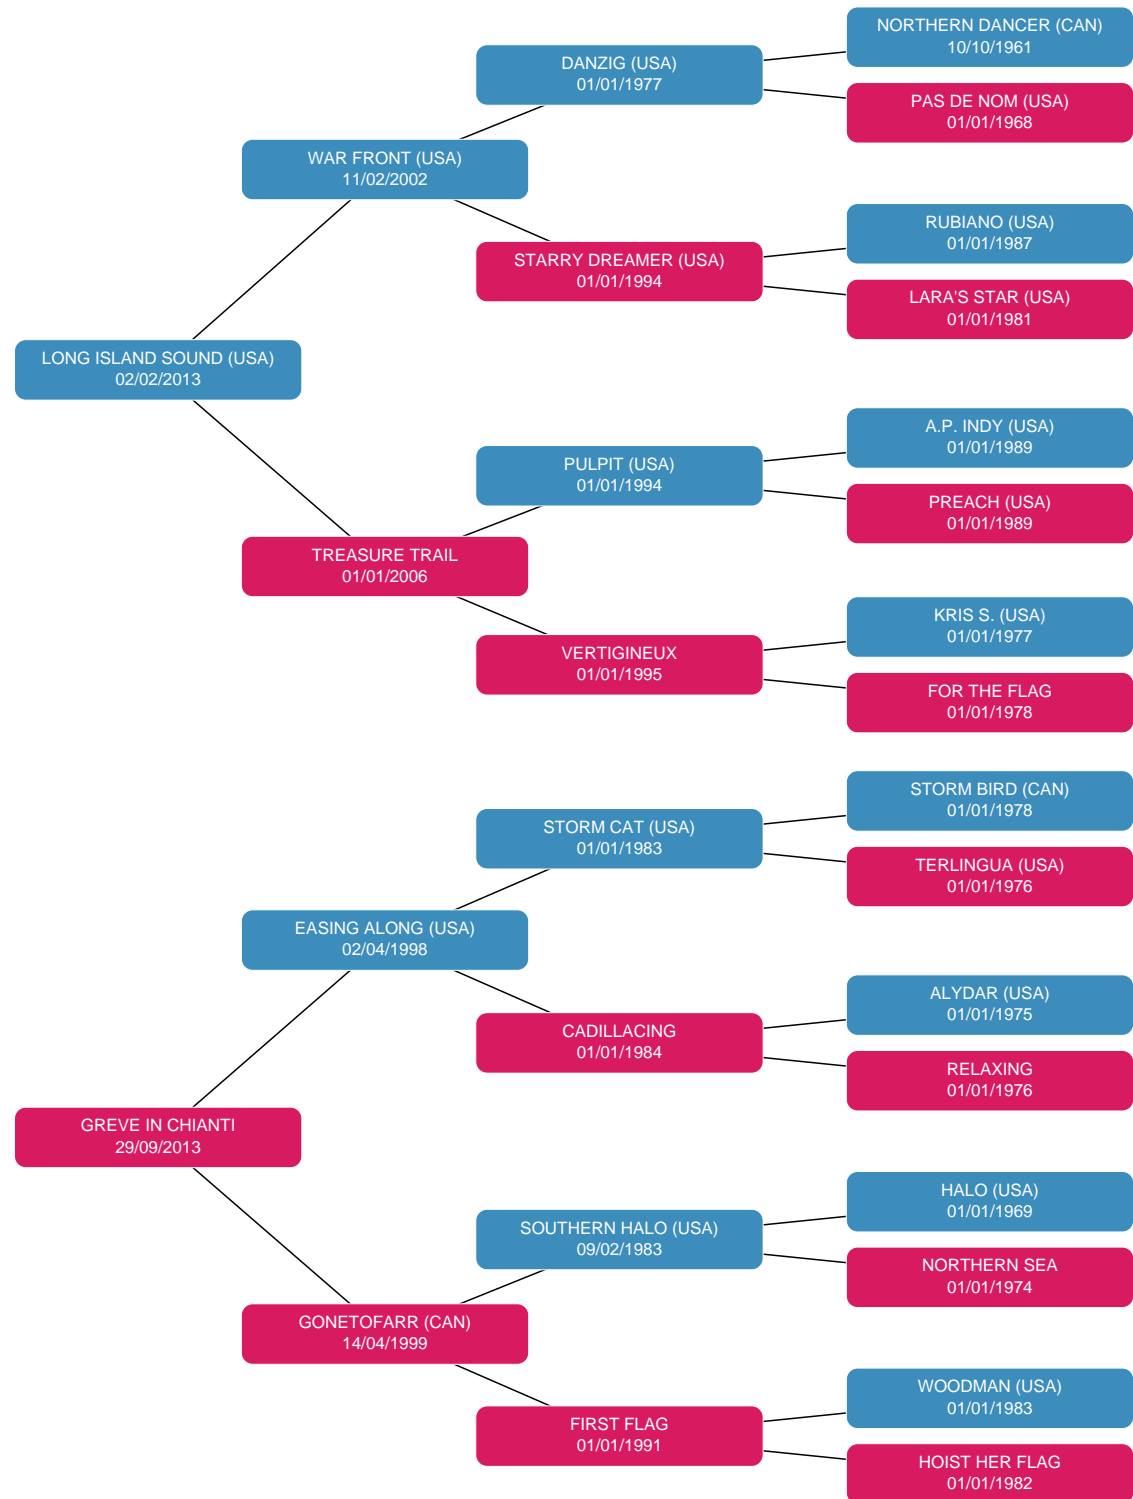 NORTHERN DANCER (CAN)
10/10/1961
DANZIG (USA)
01/01/1977
PAS DE NOM (USA)
01/01/1968
WAR FRONT (USA)
11/02/2002
RUBIANO (USA)
01/01/1987
STARRY DREAMER (USA)
01/01/1994
LARA'S STAR (USA)
01/01/1981
LONG ISLAND SOUND (USA)
02/02/2013
A.P. INDY (USA)
01/01/1989
PULPIT (USA)
01/01/1994
PREACH (USA)
01/01/1989
TREASURE TRAIL
01/01/2006
KRIS S. (USA)
01/01/1977
VERTIGINEUX
01/01/1995
FOR THE FLAG
01/01/1978
STORM BIRD (CAN)
01/01/1978
STORM CAT (USA)
01/01/1983
TERLINGUA (USA)
01/01/1976
EASING ALONG (USA)
02/04/1998
ALYDAR (USA)
01/01/1975
CADILLACING
01/01/1984
RELAXING
01/01/1976
GREVE IN CHIANTI
29/09/2013
HALO (USA)
01/01/1969
SOUTHERN HALO (USA)
09/02/1983
NORTHERN SEA
01/01/1974
GONETOFARR (CAN)
14/04/1999
WOODMAN (USA)
01/01/1983
FIRST FLAG
01/01/1991
HOIST HER FLAG
01/01/1982